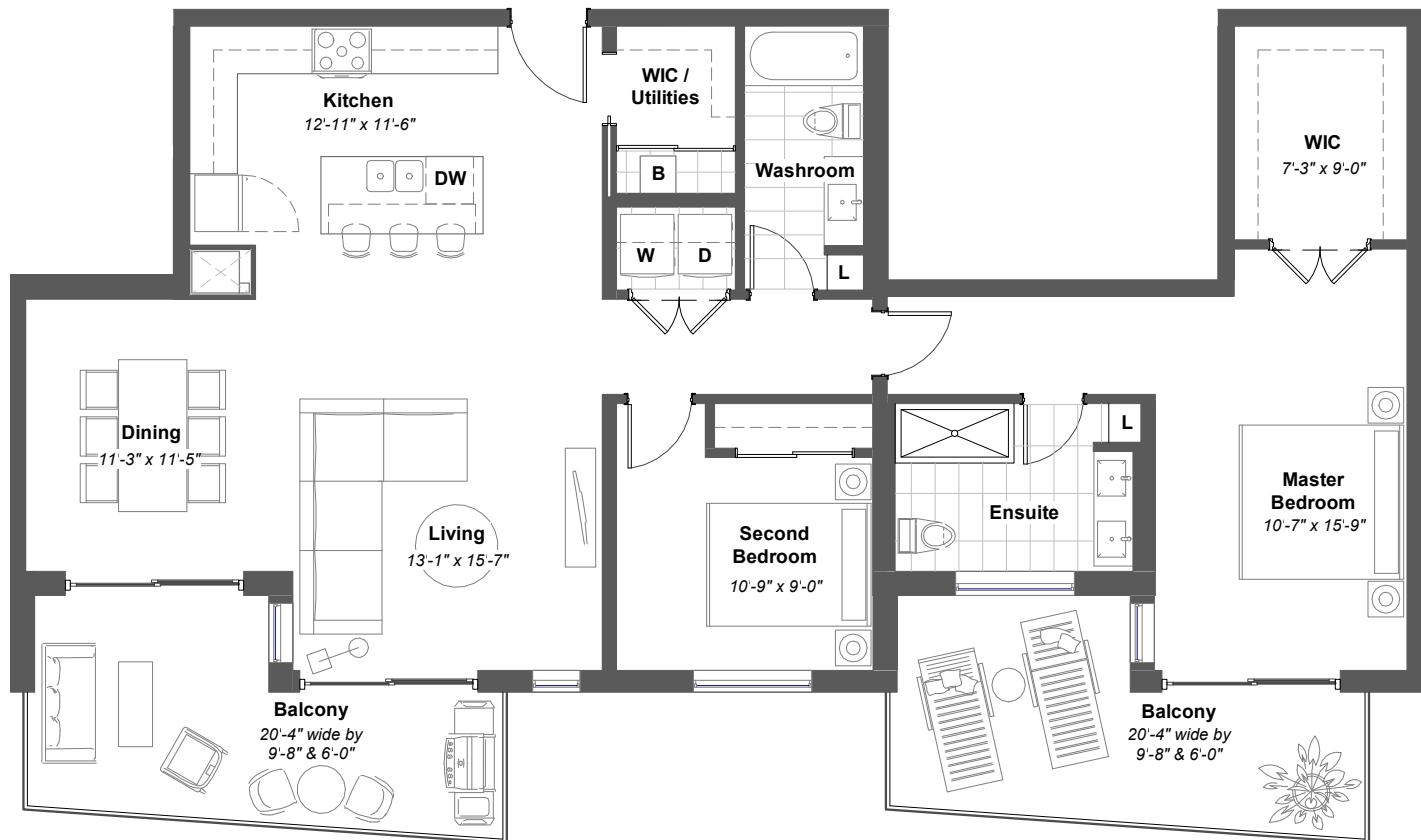 Kitchen
12'-11" x 11'-6"
DW
WIC /
Utilities
B
W
D
Washroom
L
WIC
7'-3" x 9'-0"
Dining
11'-3" x 11'-5"
Living
13'-1" x 15'-7"
Second
Bedroom
10'-9" x 9'-0"
Ensuite
L
Master
Bedroom
10'-7" x 15'-9"
Balcony
20'-4" wide by
9'-8" & 6'-0"
Balcony
20'-4" wide by
9'-8" & 6'-0"